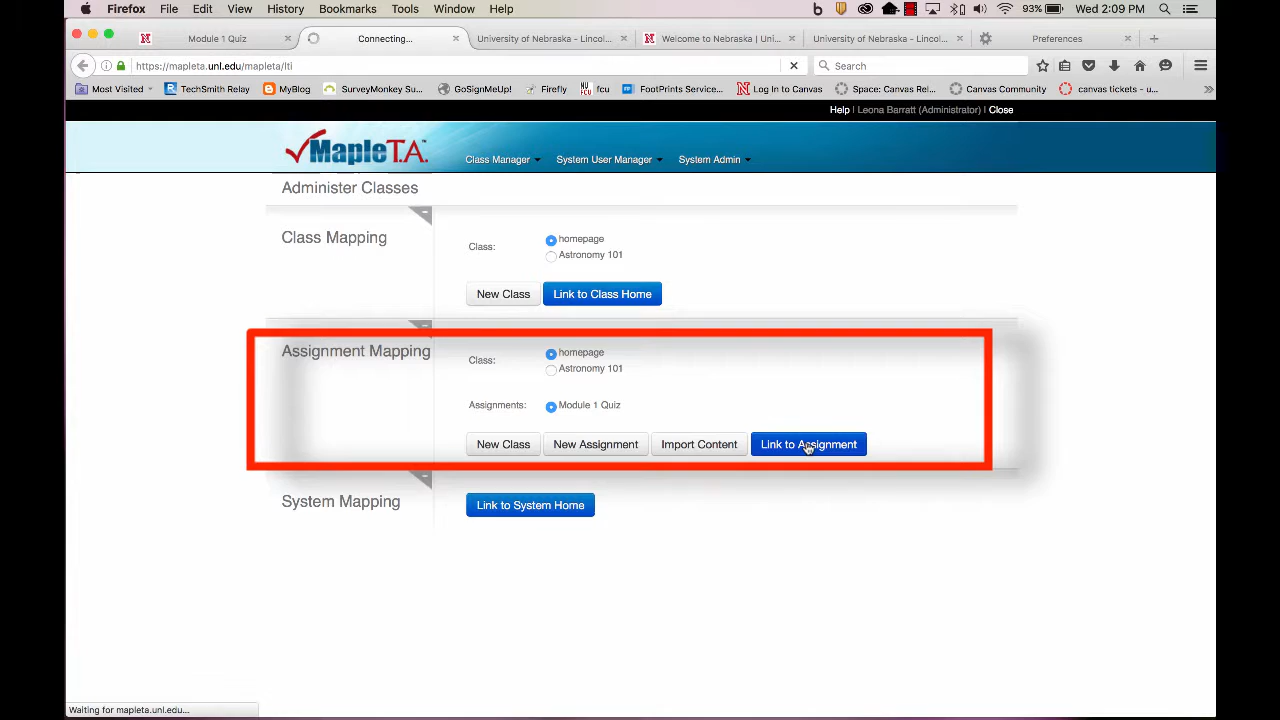 Firefox File Edit View History Bookmarks Tools Window Help 93% Wed 2:09 PM
Module 1 Quiz Connecting... University of Nebraska - Lincol... Welcome to Nebraska | Uni... University of Nebraska - Lincol... Preferences
https://mapleta.unl.edu/mapleta/lti Search
Most Visited TechSmith Relay MyBlog SurveyMonkey Su... GoSignMeUp! Firefly fcu FootPrints Service... Log In to Canvas Space: Canvas Rele... Canvas Community canvas tickets - u...
Help | Leona Barratt (Administrator) | Close
MapleT.A.™ Class Manager System User Manager System Admin
Administer Classes
Class Mapping
Class: homepage
Astronomy 101
New Class Link to Class Home
Assignment Mapping
Class: homepage
Astronomy 101
Assignments: Module 1 Quiz
New Class New Assignment Import Content Link to Assignment
System Mapping Link to System Home
Waiting for mapleta.unl.edu...